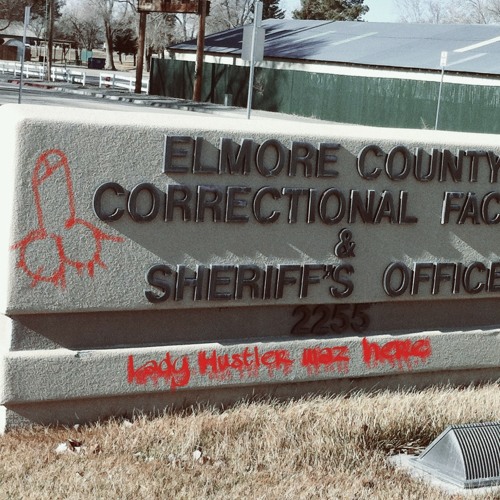 ELMORE COUNTY
CORRECTIONAL FAC
&
SHERIFF'S OFFICE
2255
Lady Hustler waz here